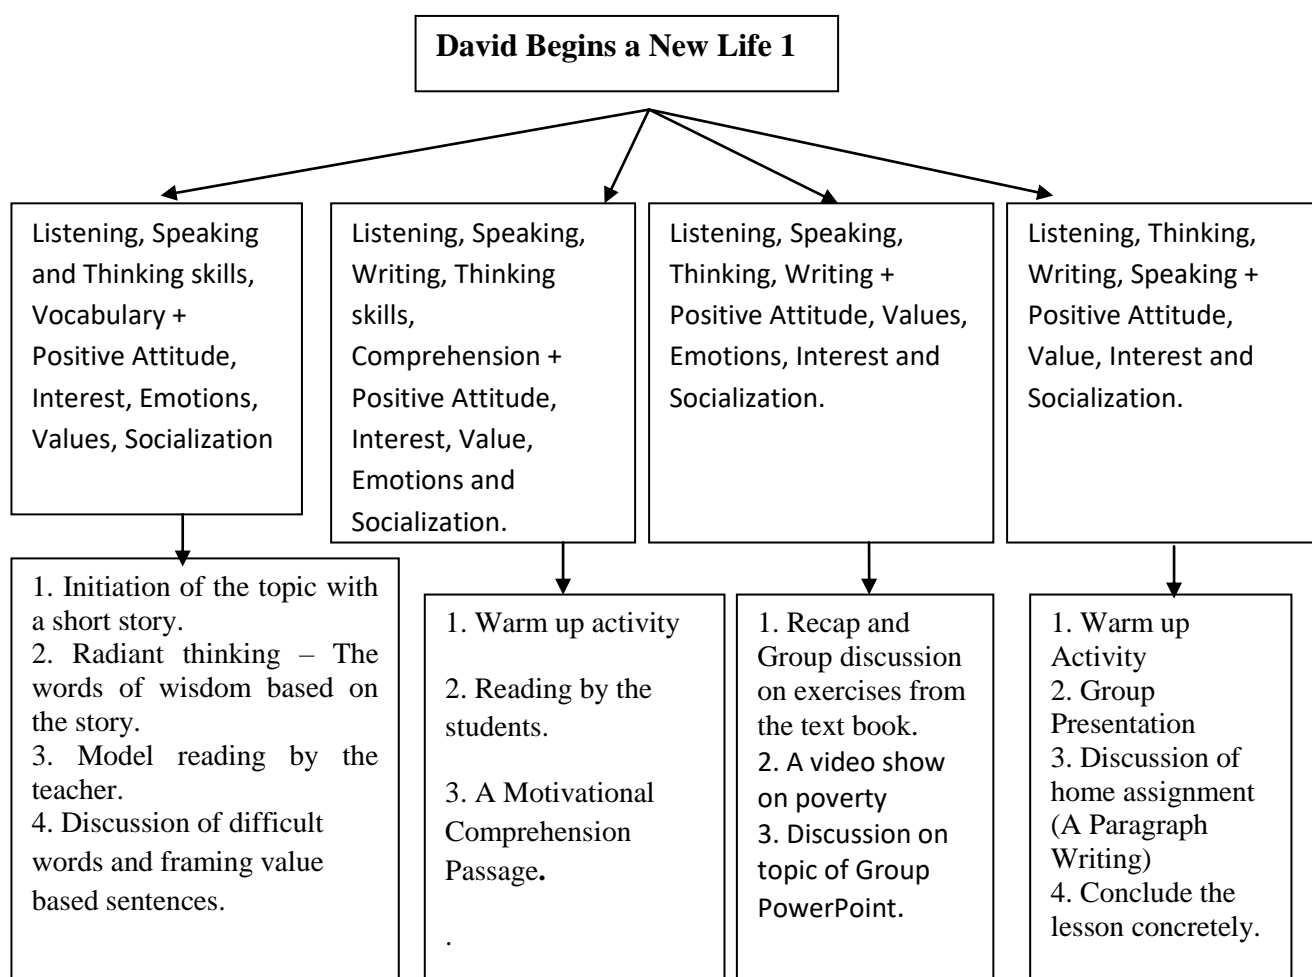 David Begins a New Life 1
Listening, Speaking
and Thinking skills,
Vocabulary +
Positive Attitude,
Interest, Emotions,
Values, Socialization
Listening, Speaking,
Writing, Thinking
skills,
Comprehension +
Positive Attitude,
Interest, Value,
Emotions and
Socialization.
Listening, Speaking,
Thinking, Writing +
Positive Attitude, Values,
Emotions, Interest and
Socialization.
Listening, Thinking,
Writing, Speaking +
Positive Attitude,
Value, Interest and
Socialization.
1. Initiation of the topic with
a short story.
2. Radiant thinking – The
words of wisdom based on
the story.
3. Model reading by the
teacher.
4. Discussion of difficult
words and framing value
based sentences.
1. Warm up activity
2. Reading by the
students.
3. A Motivational
Comprehension
Passage.
.
1. Recap and
Group discussion
on exercises from
the text book.
2. A video show
on poverty
3. Discussion on
topic of Group
PowerPoint.
1. Warm up
Activity
2. Group
Presentation
3. Discussion of
home assignment
(A Paragraph
Writing)
4. Conclude the
lesson concretely.